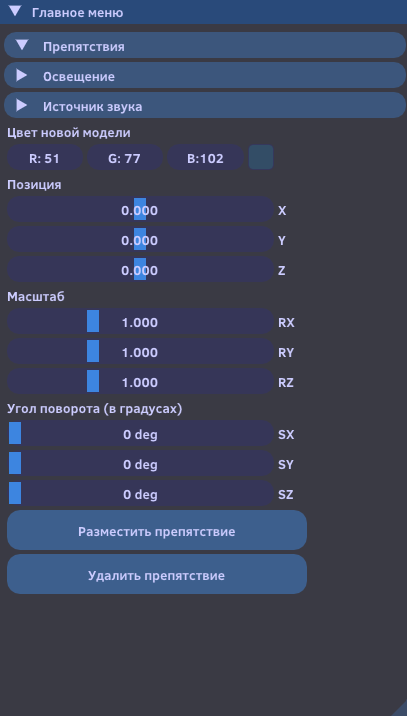 Главное меню
Препятствия
Освещение
Источник звука
Цвет новой модели
R: 51 G: 77 B:102
Позиция
0.000 X
0.000 Y
0.000 Z
Масштаб
1.000 RX
1.000 RY
1.000 RZ
Угол поворота (в градусах)
0 deg SX
0 deg SY
0 deg SZ
Разместить препятствие
Удалить препятствие